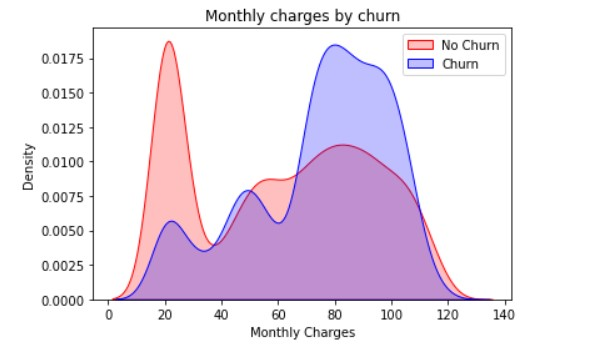 Monthly charges by churn
No Churn
Churn
Density
0.0175
0.0150
0.0125
0.0100
0.0075
0.0050
0.0025
0.0000
0 20 40 60 80 100 120 140
Monthly Charges